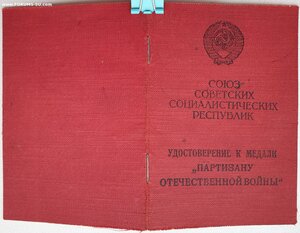 www.FORUMS-SU.com
СОЮЗ
СОВЕТСКИХ
СОЦИАЛИСТИЧЕСКИХ
РЕСПУБЛИК
УДОСТОВЕРЕНИЕ К МЕДАЛИ
„ПАРТИЗАНУ
ОТЕЧЕСТВЕННОЙ ВОЙНЫ"